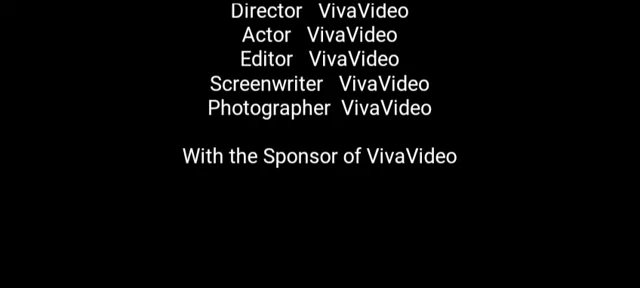 Director VivaVideo
Actor VivaVideo
Editor VivaVideo
Screenwriter VivaVideo
Photographer VivaVideo
With the Sponsor of VivaVideo